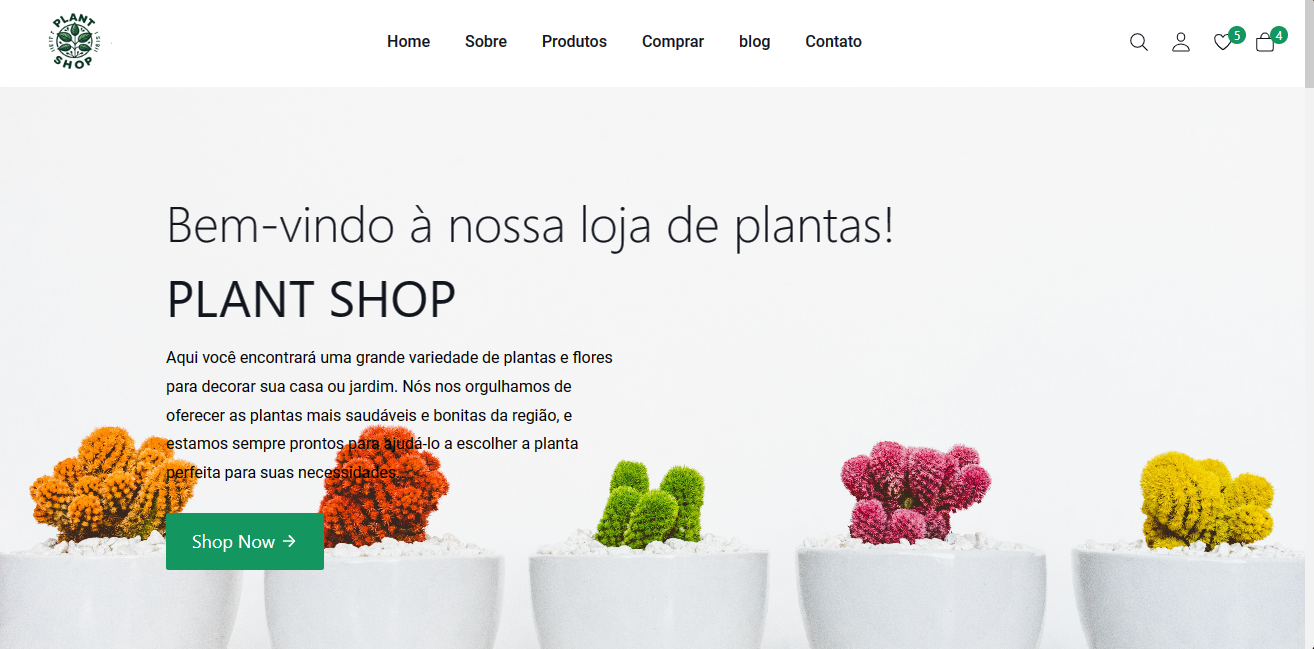 PLANT
SHOP
Home Sobre Produtos Comprar blog Contato
5 4
Bem-vindo à nossa loja de plantas!
PLANT SHOP
Aqui você encontrará uma grande variedade de plantas e flores
para decorar sua casa ou jardim. Nós nos orgulhamos de
oferecer as plantas mais saudáveis e bonitas da região, e
estamos sempre prontos para ajudá-lo a escolher a planta
perfeita para suas necessidades.
Shop Now →